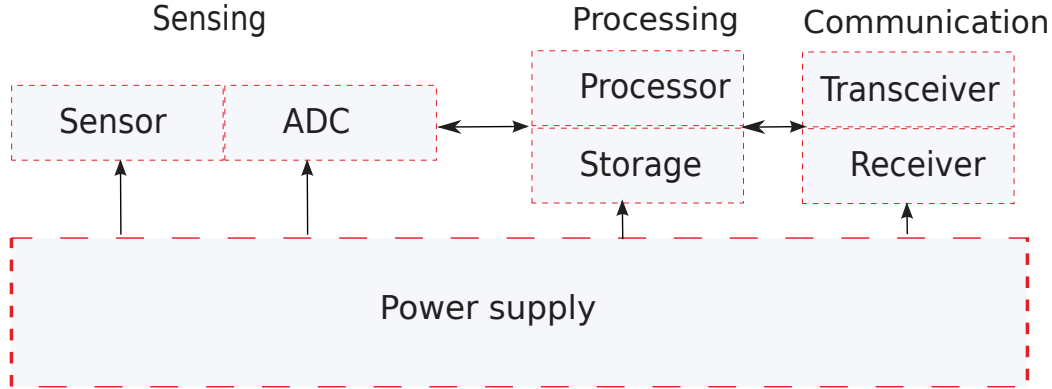 Sensing
Processing
Communication
Sensor
ADC
Processor
Storage
Transceiver
Receiver
Power supply